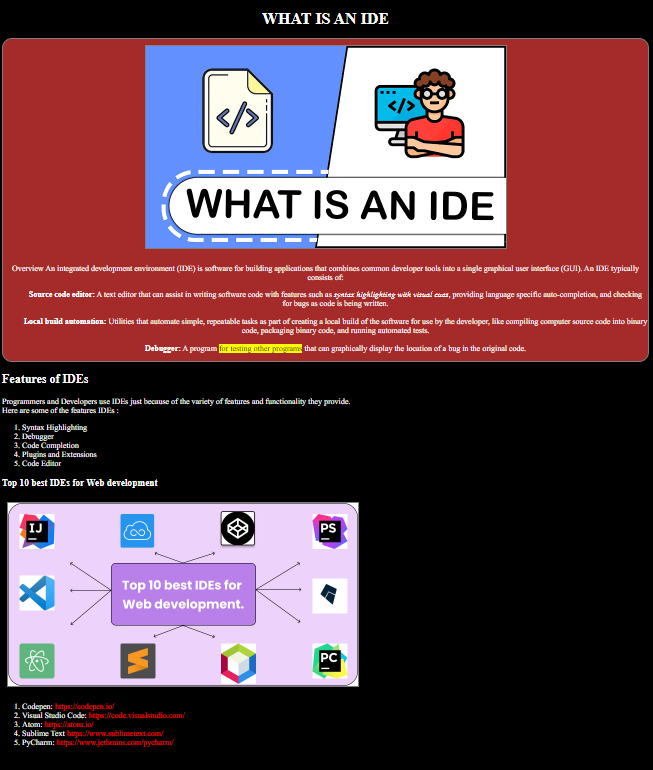 WHAT IS AN IDE
</>
</>
WHAT IS AN IDE
Overview An integrated development environment (IDE) is software for building applications that combines common developer tools into a single graphical user interface (GUI). An IDE typically
consists of:
Source code editor: A text editor that can assist in writing software code with features such as syntax highlighting with visual cues, providing language specific auto-completion, and checking
for bugs as code is being written.
Local build automation: Utilities that automate simple, repeatable tasks as part of creating a local build of the software for use by the developer, like compiling computer source code into binary
code, packaging binary code, and running automated tests.
Debugger: A program for testing other programs that can graphically display the location of a bug in the original code.
Features of IDEs
Programmers and Developers use IDEs just because of the variety of features and functionality they provide.
Here are some of the features IDEs :
1. Syntax Highlighting
2. Debugger
3. Code Completion
4. Plugins and Extensions
5. Code Editor
Top 10 best IDEs for Web development
IJ
PS
Top 10 best IDEs for
Web development.
PC
1. Codepen: https://codepen.io/
2. Visual Studio Code: https://code.visualstudio.com/
3. Atom: https://atom.io/
4. Sublime Text https://www.sublimetext.com/
5. PyCharm: https://www.jetbrains.com/pycharm/